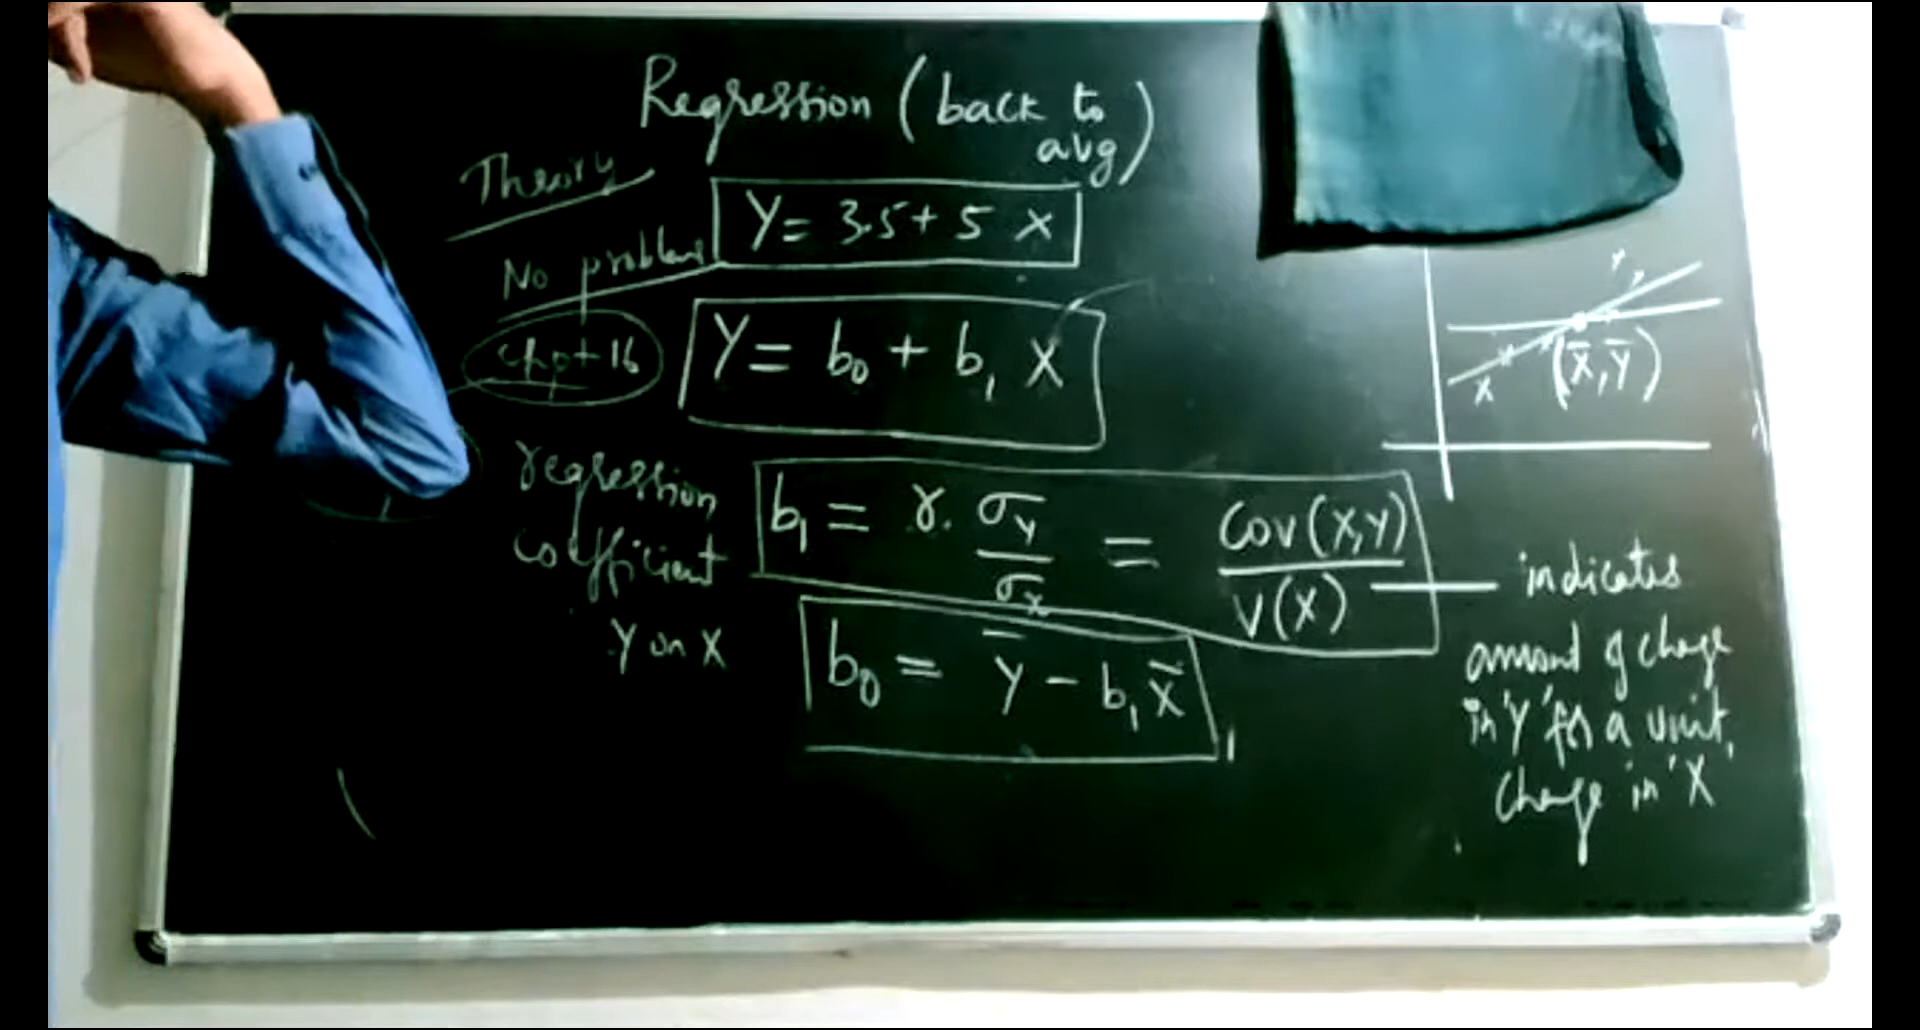 Regression (back to
avg)
Theory
No problem
chpt 16
Y = 3.5 + 5 X
Y = b₀ + b₁ X
regression
coefficient
Y on X
b₁ = r. σY / σX = Cov(X,Y) / V(X)
indicates
amount of change
in 'Y' for a unit
change in 'X'
b₀ = Ȳ - b₁ X̄
(X̄, Ȳ)